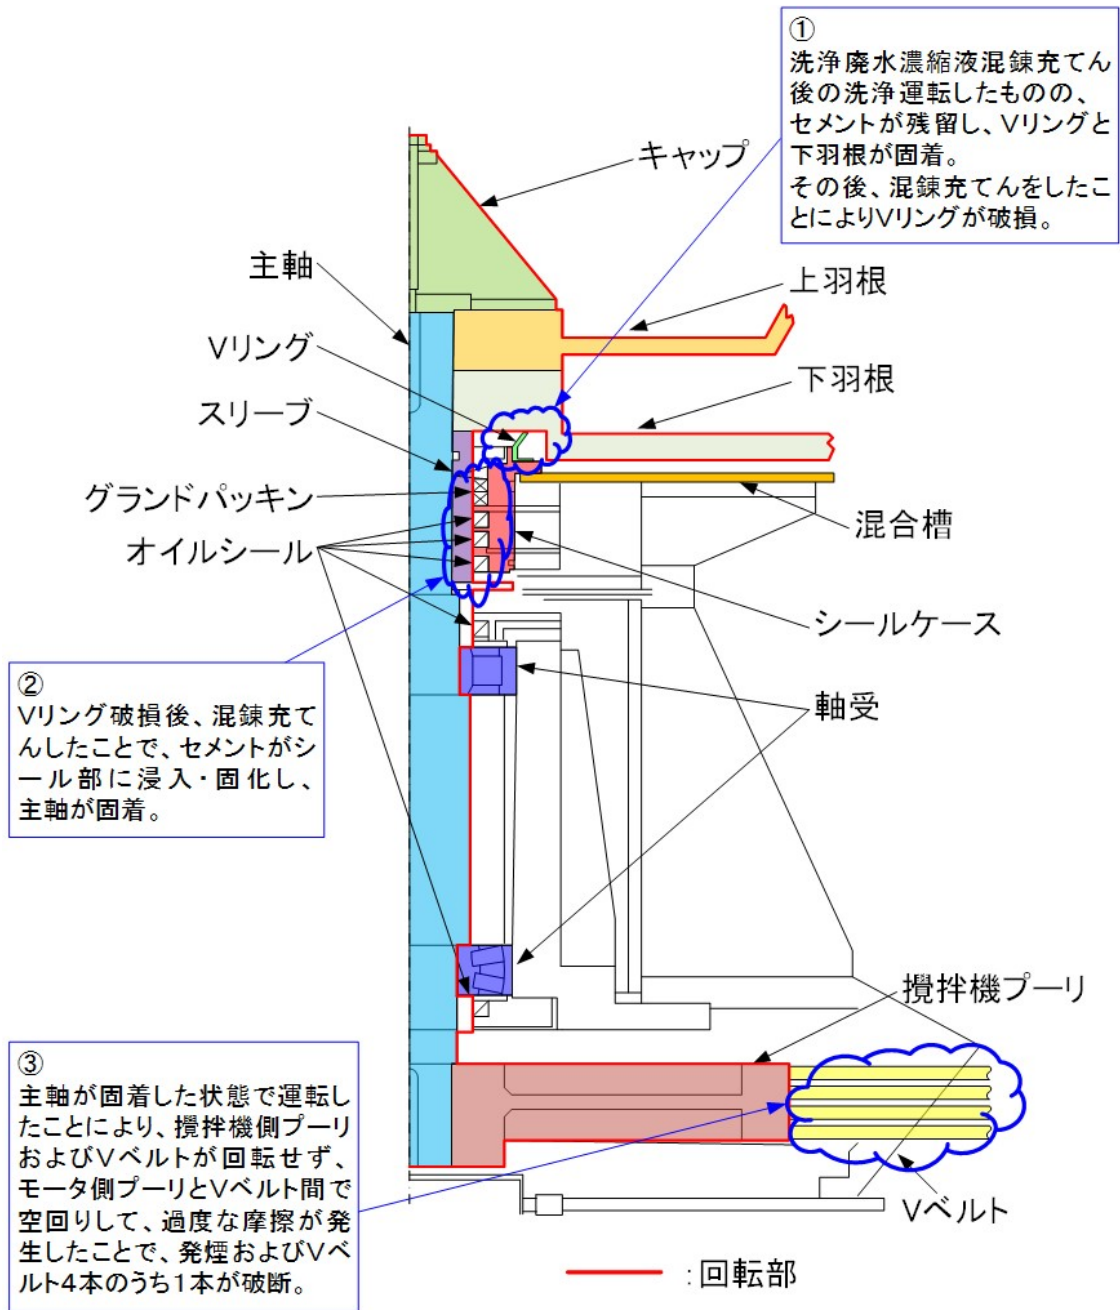 ①
洗浄廃水濃縮液混錬充てん
後の洗浄運転したものの、
セメントが残留し、Vリングと
下羽根が固着。
その後、混錬充てんをしたこ
とによりVリングが破損。
キャップ
主軸
上羽根
Vリング
下羽根
スリーブ
グランドパッキン
混合槽
オイルシール
シールケース
②
Vリング破損後、混錬充て
んしたことで、セメントがシ
ール部に浸入・固化し、
主軸が固着。
軸受
攪拌機プーリ
③
主軸が固着した状態で運転し
たことにより、攪拌機側プーリ
およびVベルトが回転せず、
モータ側プーリとVベルト間で
空回りして、過度な摩擦が発
生したことで、発煙およびVベ
ルト4本のうち1本が破断。
Vベルト
:回転部